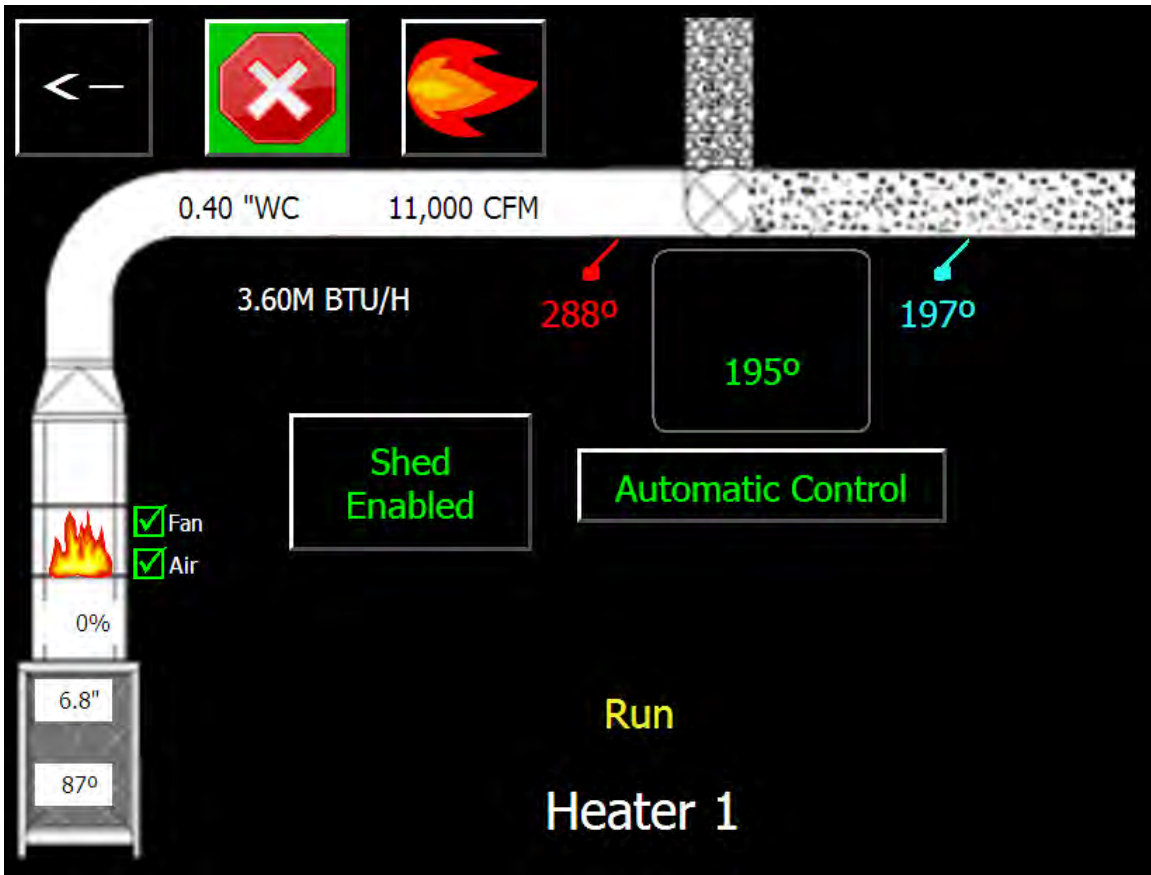 <—
0.40 "WC
11,000 CFM
3.60M BTU/H
288º
197º
195º
Shed
Enabled
Automatic Control
Fan
Air
0%
6.8"
87º
Run
Heater 1